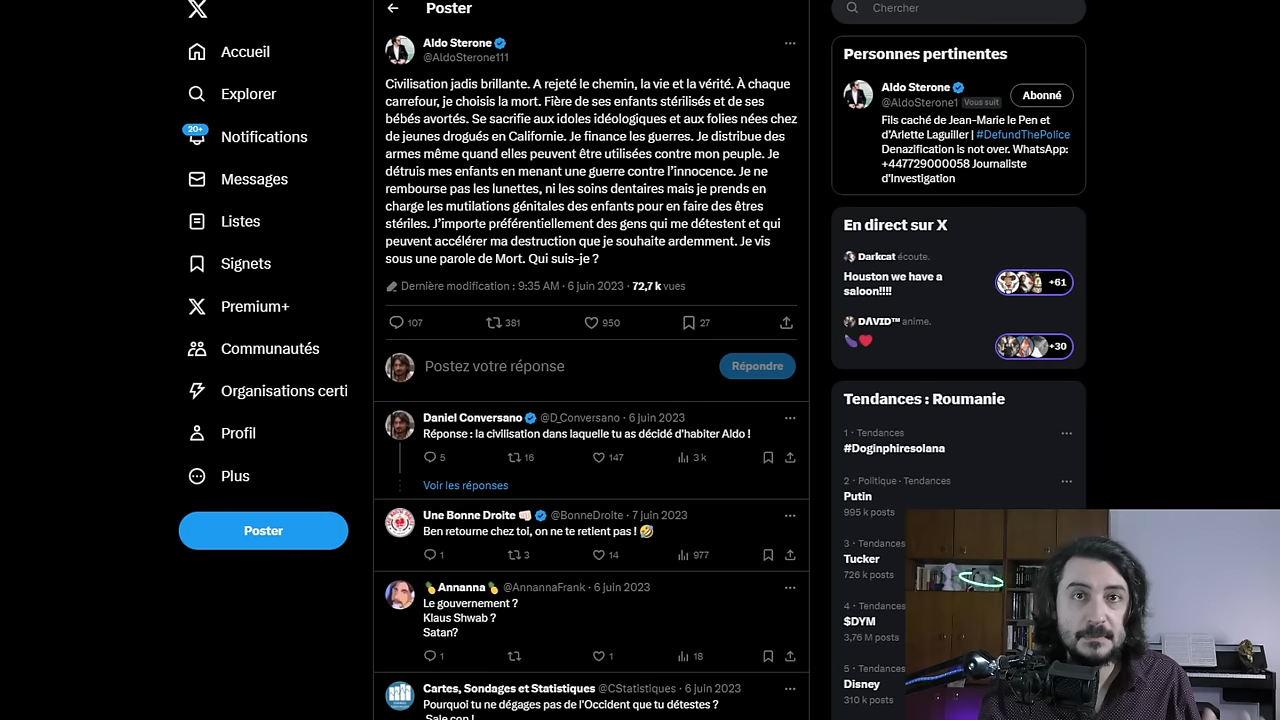 Accueil
Explorer
20+
Notifications
Messages
Listes
Signets
Premium+
Communautés
Organisations certi
Profil
Plus
Poster
Poster
Aldo Sterone
@AldoSterone111
Civilisation jadis brillante. A rejeté le chemin, la vie et la vérité. À chaque
carrefour, je choisis la mort. Fière de ses enfants stérilisés et de ses
bébés avortés. Se sacrifie aux idoles idéologiques et aux folies nées chez
de jeunes drogués en Californie. Je finance les guerres. Je distribue des
armes même quand elles peuvent être utilisées contre mon peuple. Je
détruis mes enfants en menant une guerre contre l'innocence. Je ne
rembourse pas les lunettes, ni les soins dentaires mais je prends en
charge les mutilations génitales des enfants pour en faire des êtres
stériles. J'importe préférentiellement des gens qui me détestent et qui
peuvent accélérer ma destruction que je souhaite ardemment. Je vis
sous une parole de Mort. Qui suis-je ?
Dernière modification : 9:35 AM · 6 juin 2023 · 72,7 k vues
107 381 950 27
Postez votre réponse
Répondre
Daniel Conversano @D_Conversano · 6 juin 2023
Réponse : la civilisation dans laquelle tu as décidé d'habiter Aldo !
5 16 147 3 k
Voir les réponses
Une Bonne Droite @BonneDroite · 7 juin 2023
Ben retourne chez toi, on ne te retient pas ! 🤣
1 3 14 977
🍍Annanna🍍 @AnnannaFrank · 6 juin 2023
Le gouvernement ?
Klaus Shwab ?
Satan?
1 1 18
Cartes, Sondages et Statistiques @CStatistiques · 6 juin 2023
Pourquoi tu ne dégages pas de l'Occident que tu détestes ?
Sale con !
Chercher
Personnes pertinentes
Aldo Sterone
@AldoSterone1 Vous suit
Abonné
Fils caché de Jean-Marie le Pen et
d'Arlette Laguiller | #DefundThePolice
Denazification is not over. WhatsApp:
+447729000058 Journaliste
d'Investigation
En direct sur X
Darkcat écoute.
Houston we have a
saloon!!!!
+61
DΛVID™ anime.
🍆❤️
+30
Tendances : Roumanie
1 · Tendances
#Doginphiresolana
2 · Politique · Tendances
Putin
995 k posts
3 · Tendances
Tucker
726 k posts
4 · Tendances
$DYM
3,76 M posts
5 · Tendances
Disney
310 k posts